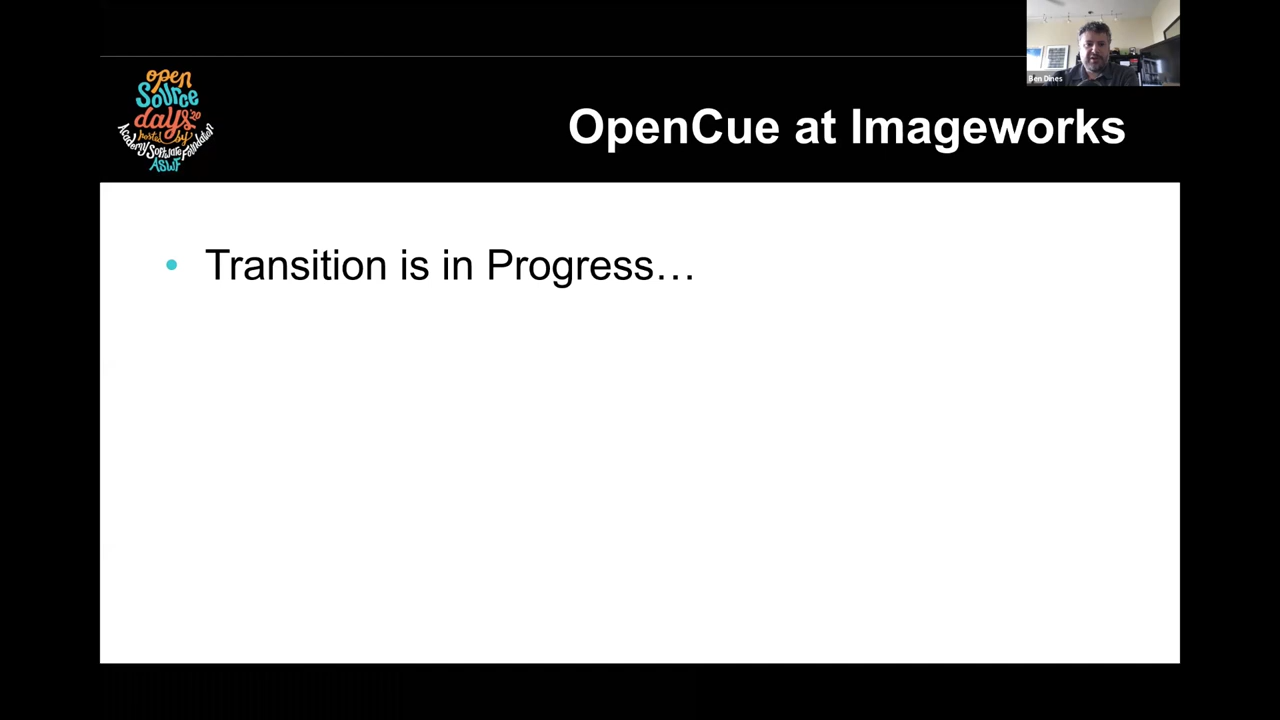 Ben Dines
open
Source
days '20
hosted by
Academy Software Foundation
ASWF
OpenCue at Imageworks
• Transition is in Progress…